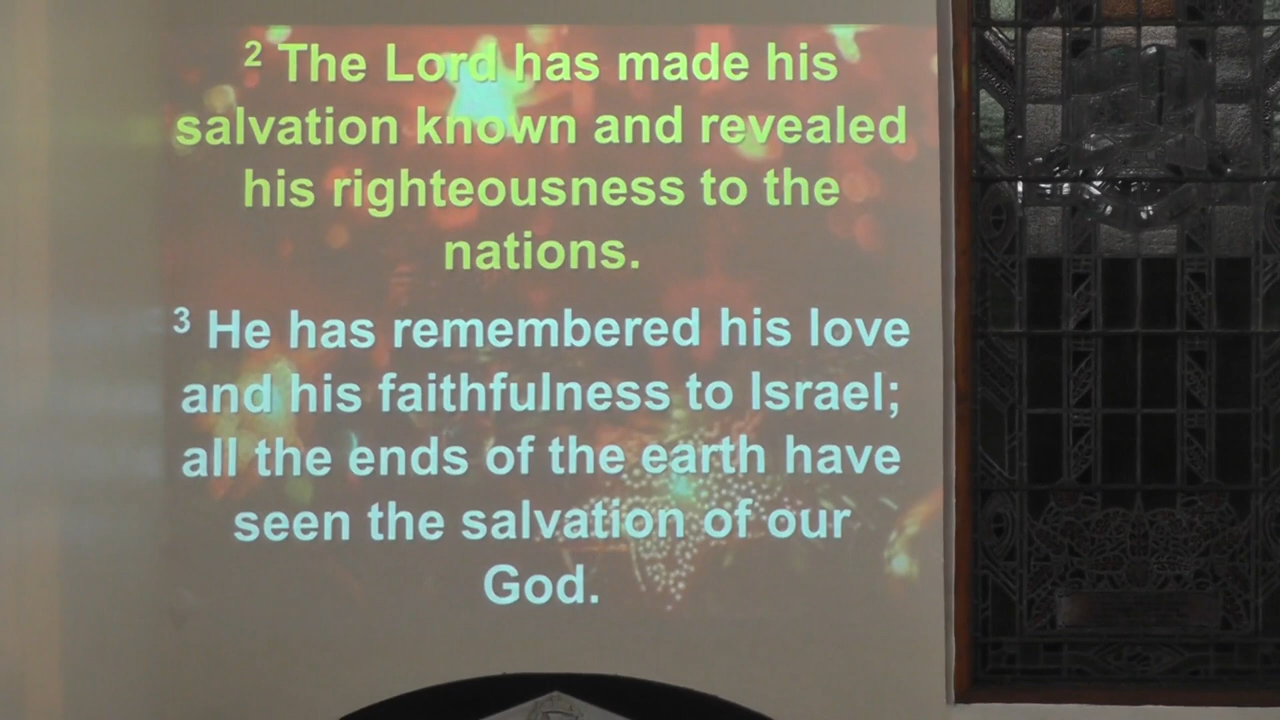 2 The Lord has made his
salvation known and revealed
his righteousness to the
nations.
3 He has remembered his love
and his faithfulness to Israel;
all the ends of the earth have
seen the salvation of our
God.